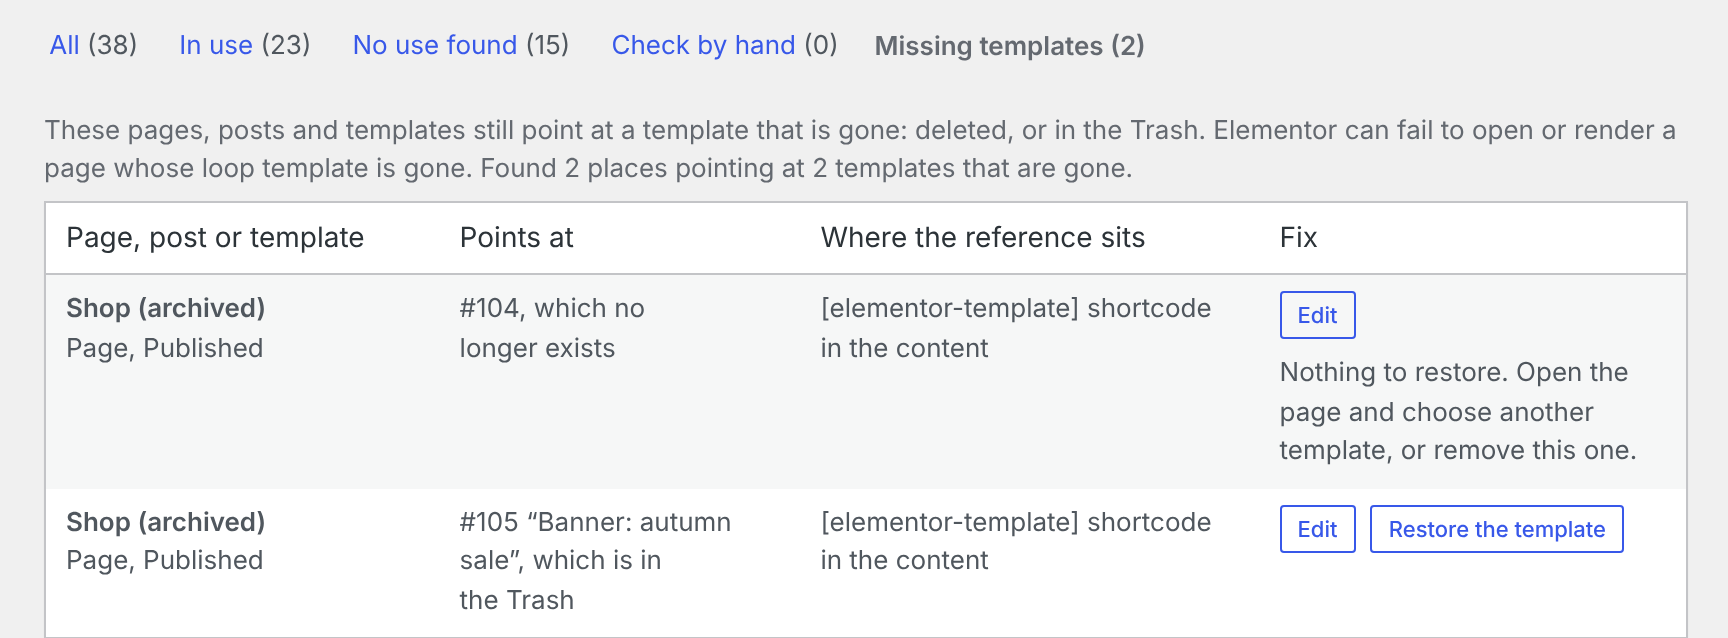 All (38) In use (23) No use found (15) Check by hand (0) Missing templates (2)
These pages, posts and templates still point at a template that is gone: deleted, or in the Trash. Elementor can fail to open or render a
page whose loop template is gone. Found 2 places pointing at 2 templates that are gone.
Page, post or template Points at Where the reference sits Fix
Shop (archived) #104, which no [elementor-template] shortcode Edit
Page, Published longer exists in the content
Nothing to restore. Open the
page and choose another
template, or remove this one.
Shop (archived) #105 “Banner: autumn [elementor-template] shortcode Edit Restore the template
Page, Published sale”, which is in in the content
the Trash